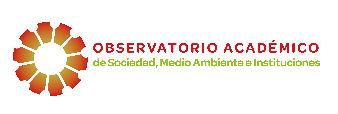 OBSERVATORIO ACADÉMICO
de Sociedad, Medio Ambiente e Instituciones